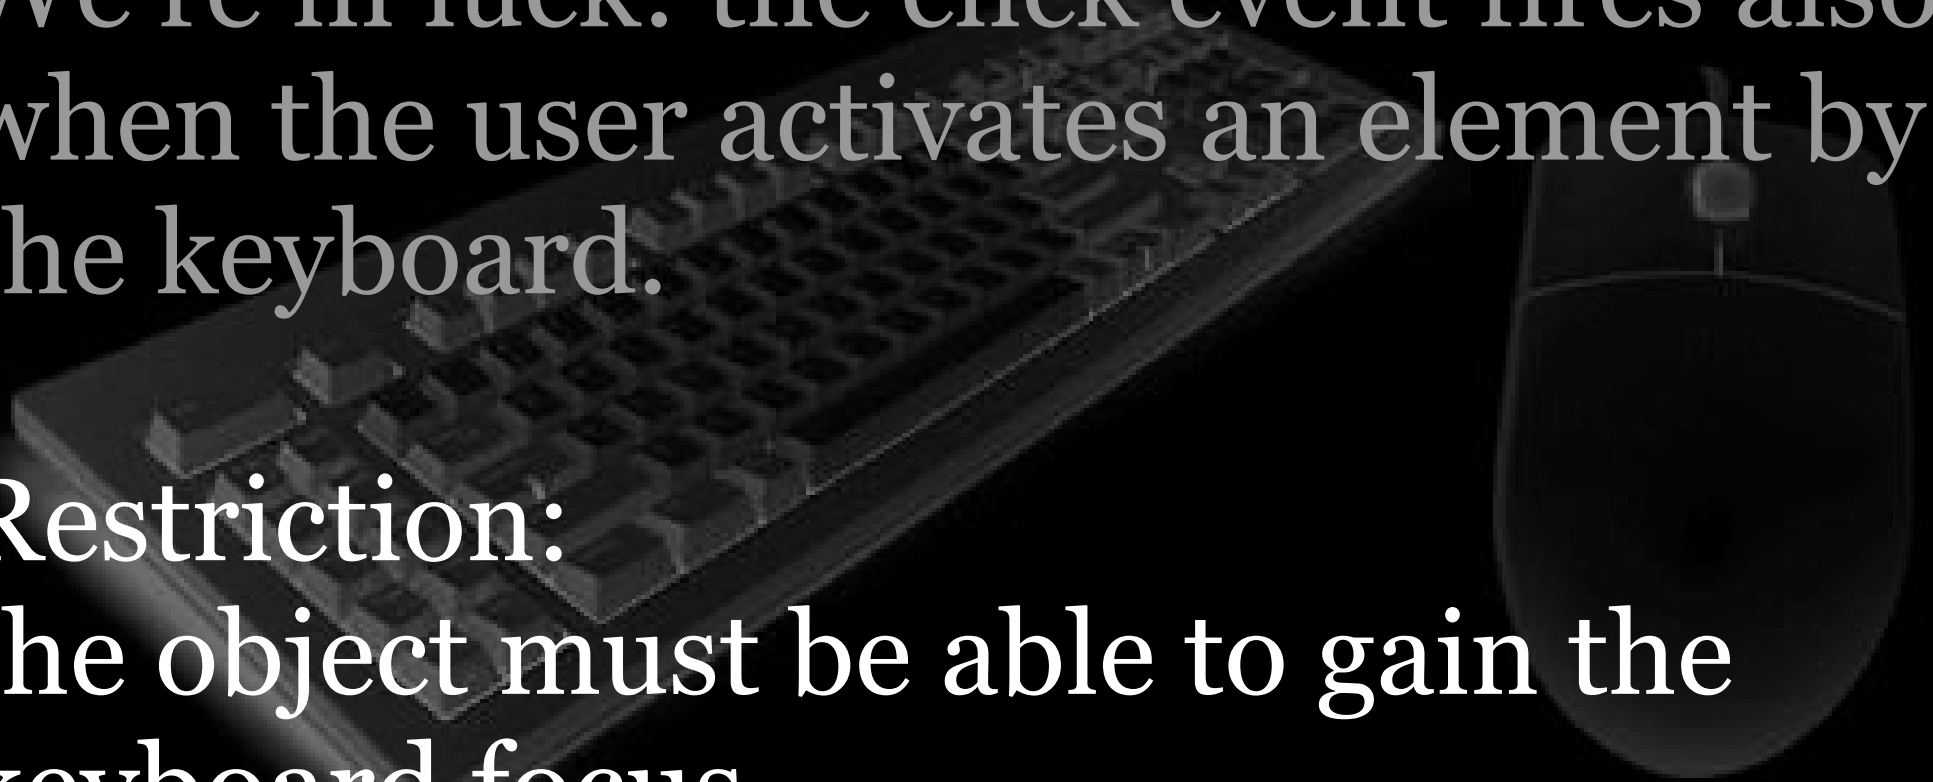 We're in luck: the click event fires also
when the user activates an element by
the keyboard.
Restriction:
the object must be able to gain the
keyboard focus